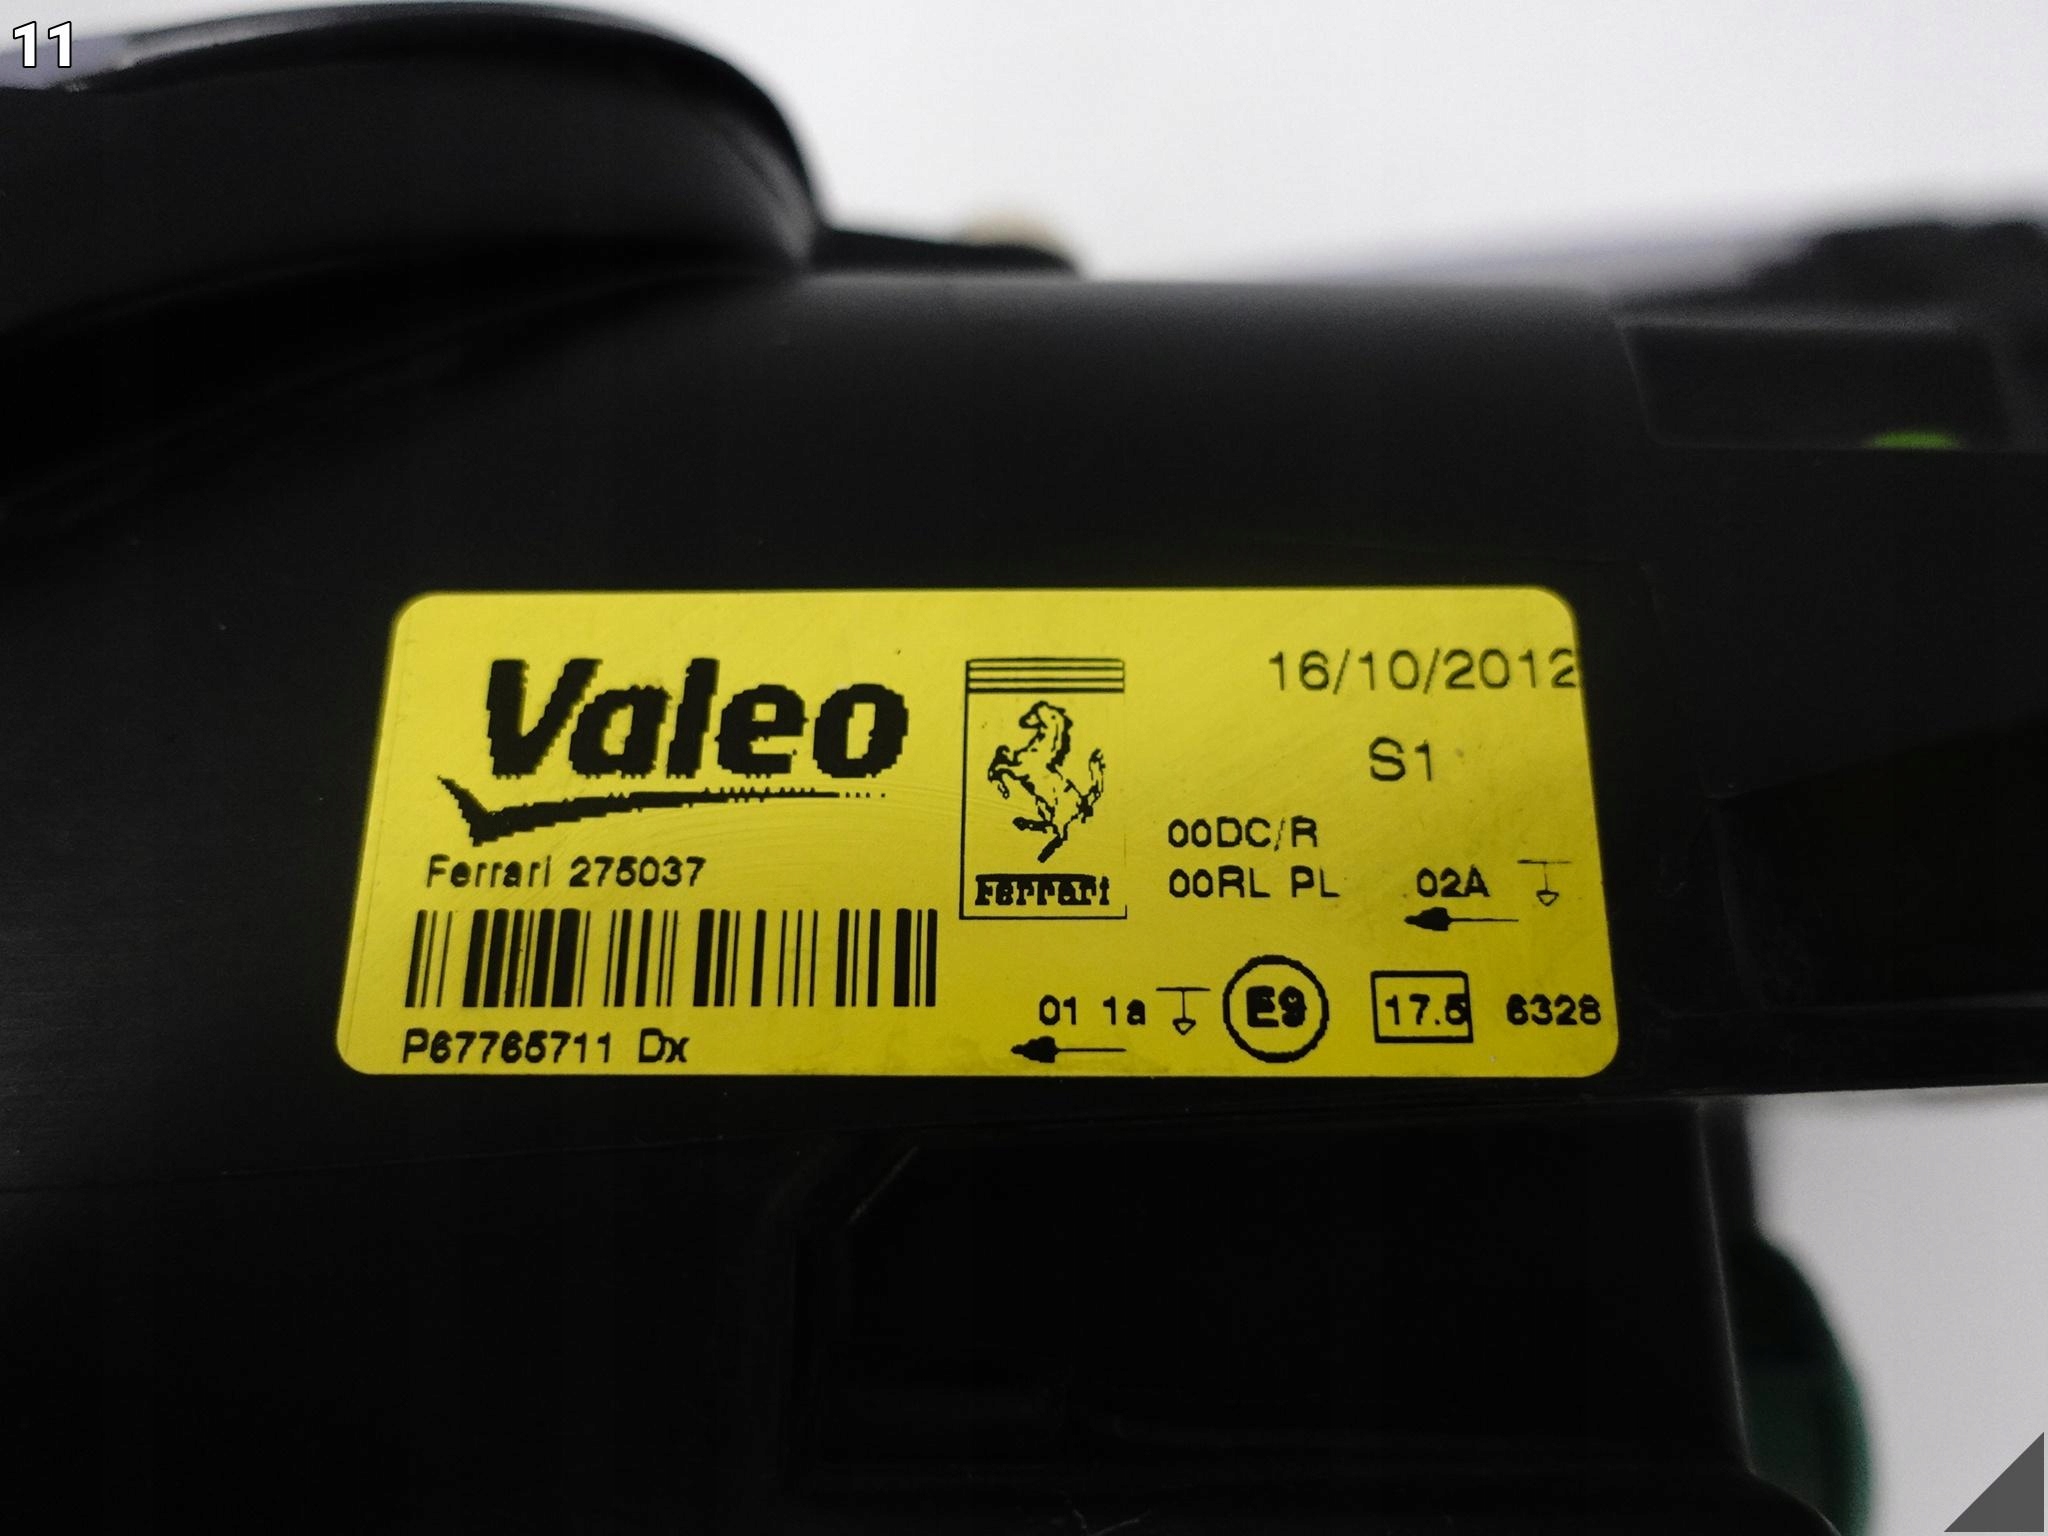 11
Valeo
Ferrari 275037
P67765711 Dx
Ferrari
16/10/2012
S1
00DC/R
00RL PL 02A
01 1a E9 17.5 6328